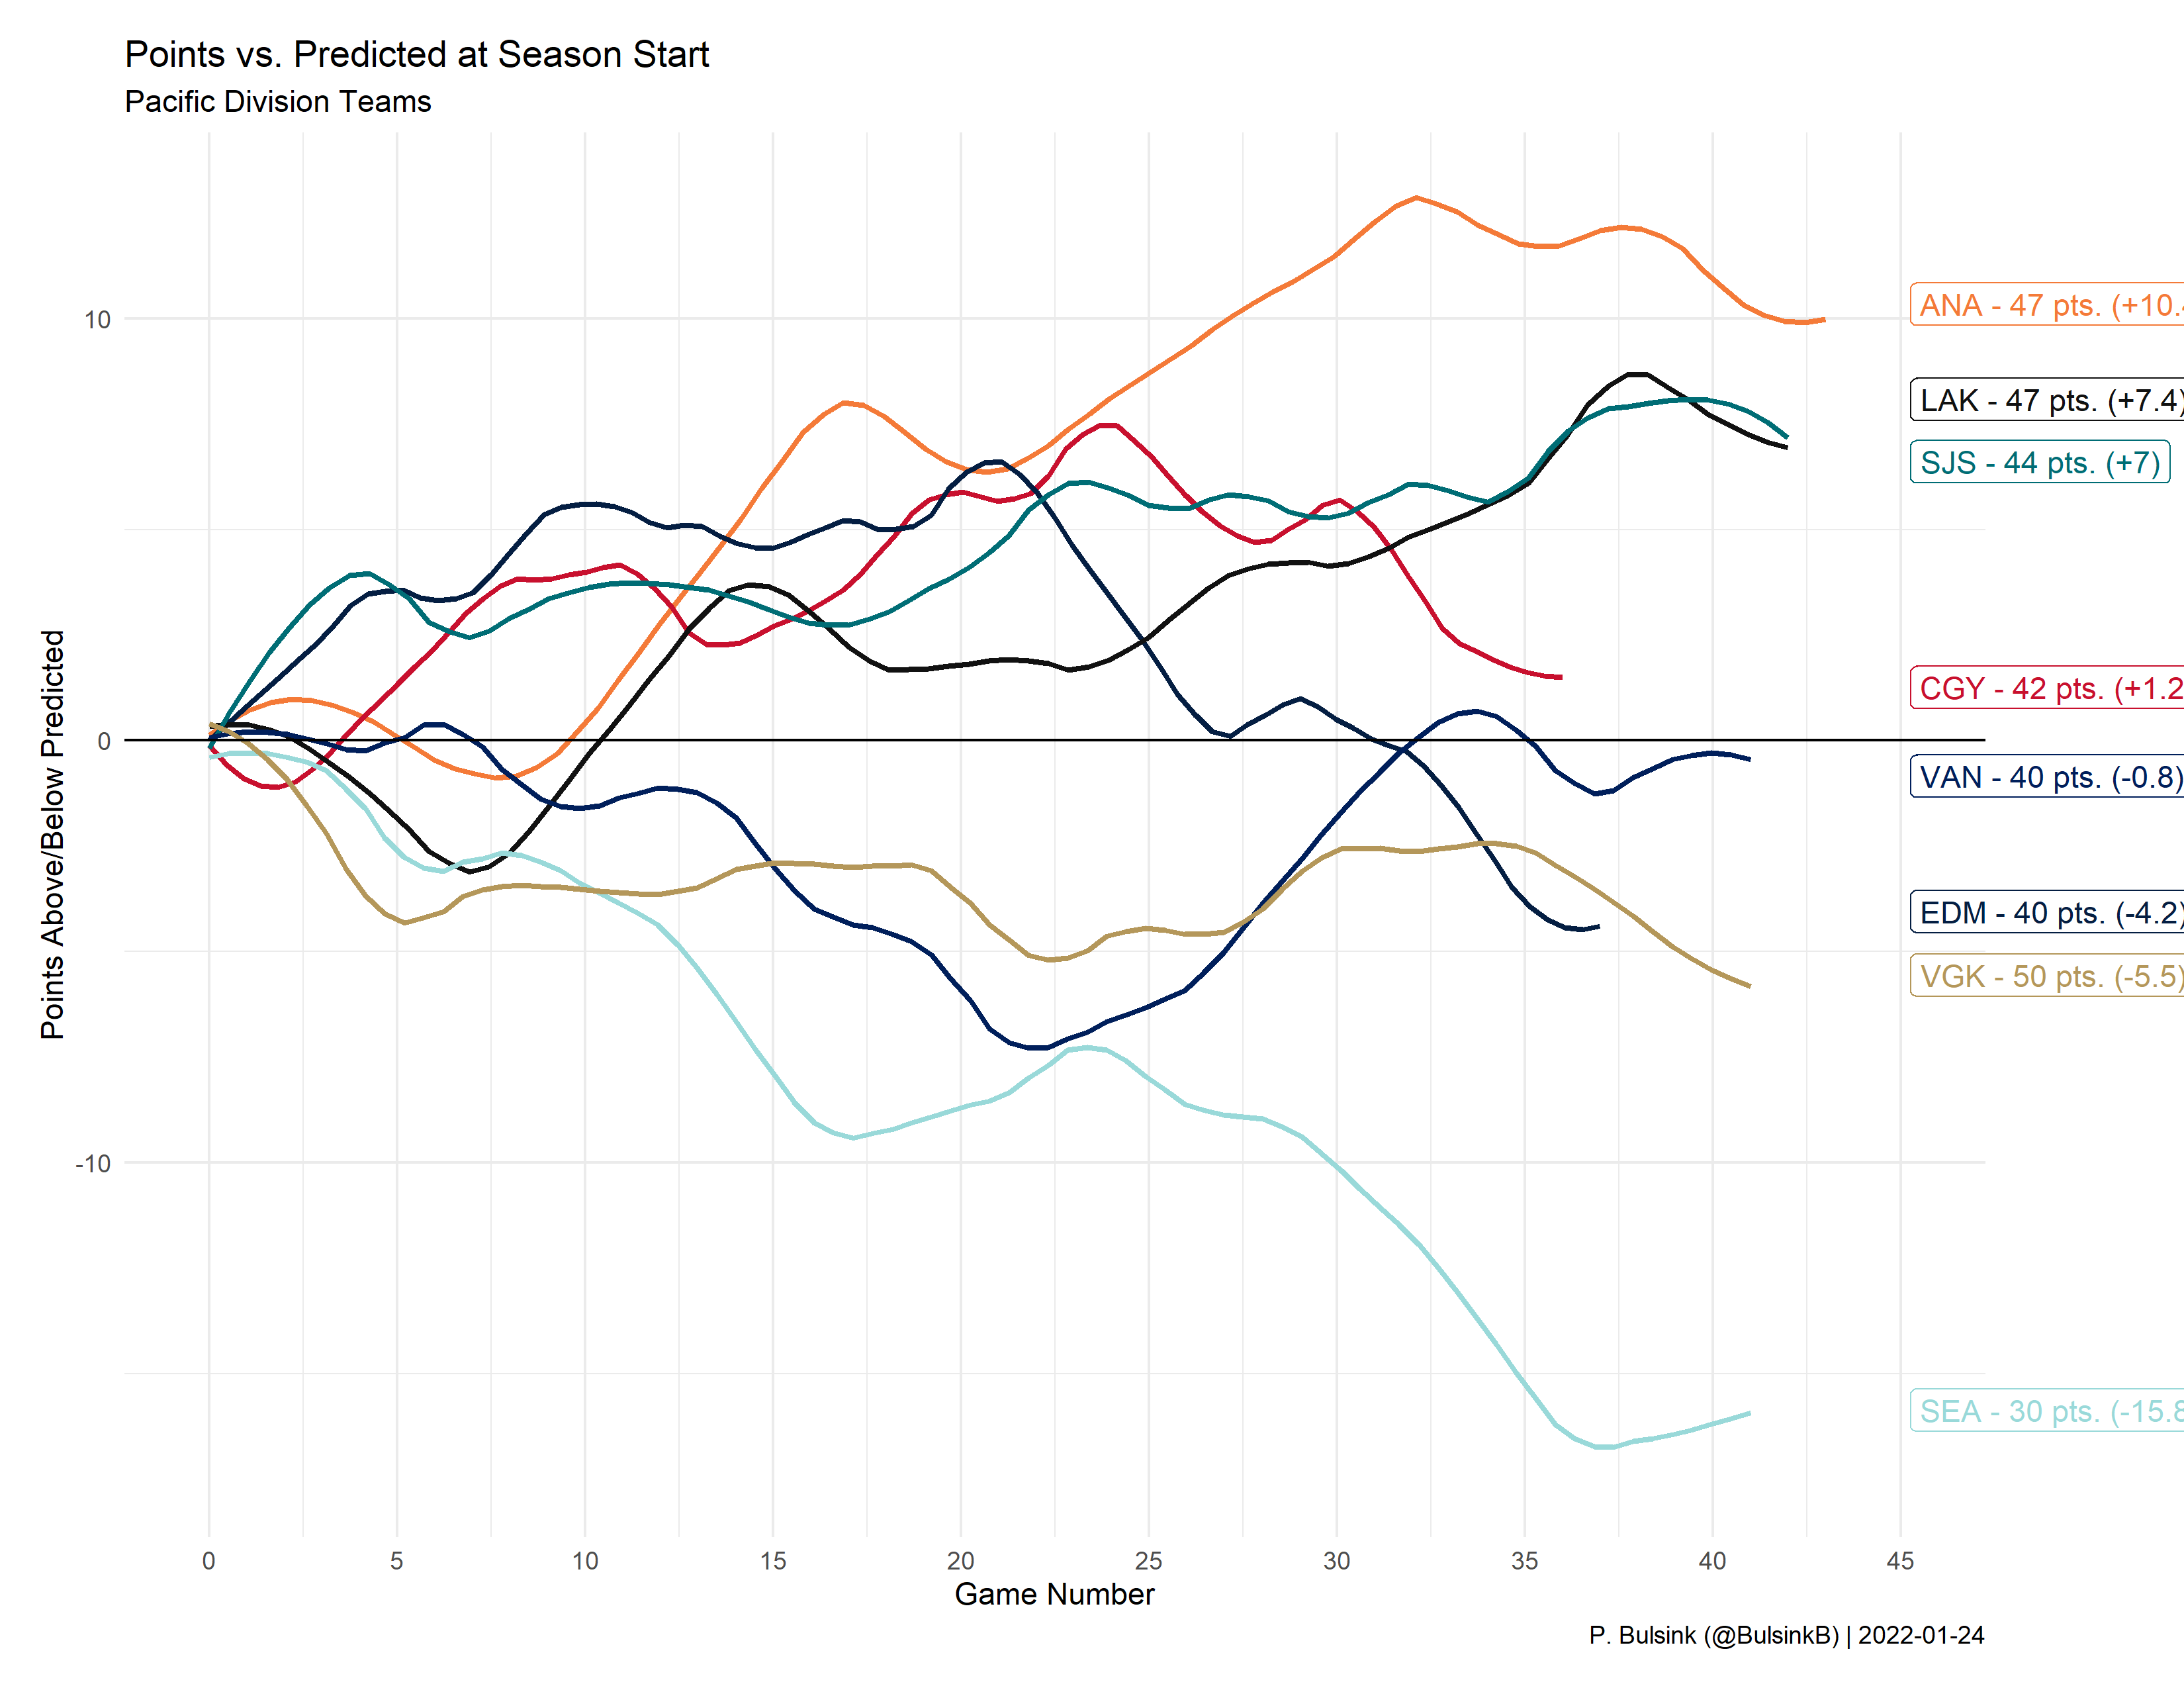 Points vs. Predicted at Season Start
Pacific Division Teams
Points Above/Below Predicted
10
0
-10
ANA - 47 pts. (+10.4
LAK - 47 pts. (+7.4)
SJS - 44 pts. (+7)
CGY - 42 pts. (+1.2
VAN - 40 pts. (-0.8)
EDM - 40 pts. (-4.2)
VGK - 50 pts. (-5.5)
SEA - 30 pts. (-15.8
0 5 10 15 20 25 30 35 40 45
Game Number
P. Bulsink (@BulsinkB) | 2022-01-24